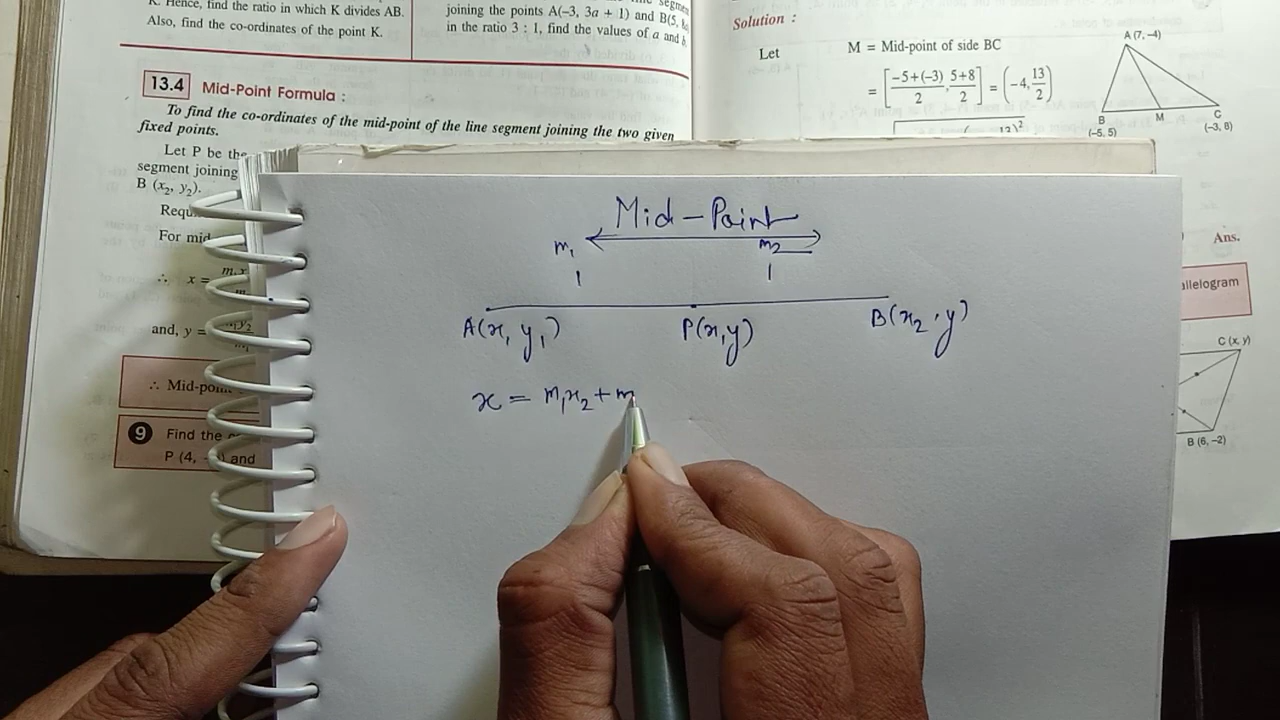 K. Hence, find the ratio in which K divides AB.
Also, find the co-ordinates of the point K.
joining the points A(–3, 3a + 1) and B(5,
in the ratio 3 : 1, find the values of a and
13.4 Mid-Point Formula :
To find the co-ordinates of the mid-point of the line segment joining the two given
fixed points.
Let P be the
segment joining
B (x₂, y₂).
For mid
∴ x =
and, y =
∴ Mid-po
9 Find the
P (4, and
Solution :
Let M = Mid-point of side BC
= [(-5+(-3))/2, (5+8)/2] = (-4, 13/2)
A (7, –4)
B M C
(–5, 5) (–3, 8)
Ans.
allelogram
C (x, y)
B (6, –2)
Mid-Point
m₁ m₂
1 1
A(x, y₁) P(x, y) B(x₂, y)
x = m₁x₂ + m